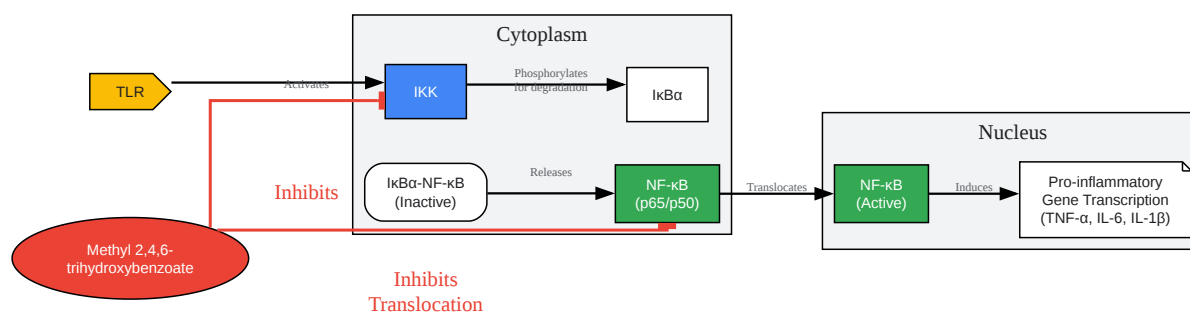 Cytoplasm
TLR
Activates
IKK
Phosphorylates
for degradation
IκBα
Nucleus
IκBα-NF-κB
(Inactive)
Releases
NF-κB
(p65/p50)
Translocates
NF-κB
(Active)
Induces
Pro-inflammatory
Gene Transcription
(TNF-α, IL-6, IL-1β)
Inhibits
Methyl 2,4,6-
trihydroxybenzoate
Inhibits
Translocation